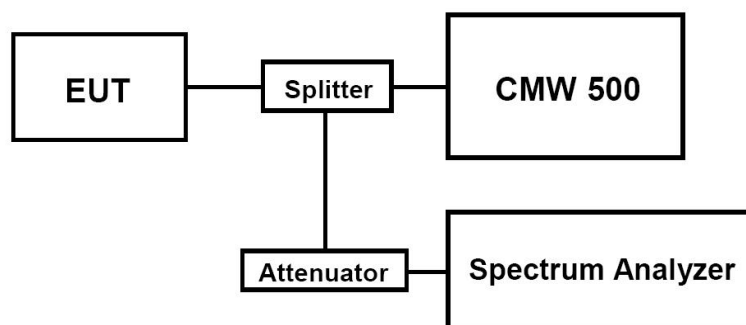 EUT
Splitter
CMW 500
Attenuator
Spectrum Analyzer